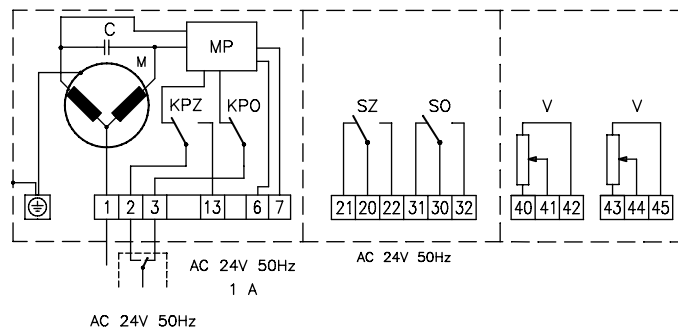 C
MP
M
KPZ KPO
SZ SO
V V
1 2 3 13 6 7
21 20 22 31 30 32
40 41 42
43 44 45
AC 24V 50Hz
1 A
AC 24V 50Hz
AC 24V 50Hz